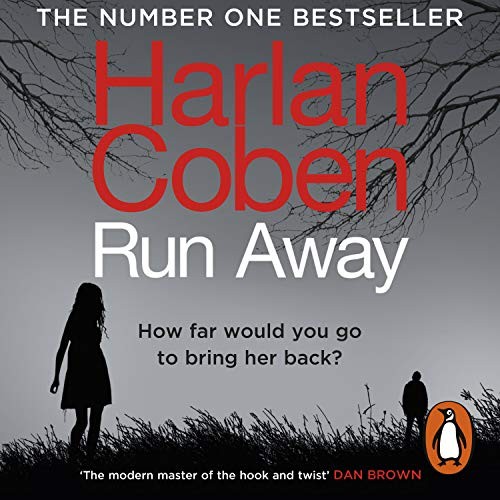 THE NUMBER ONE BESTSELLER
Harlan
Coben
Run Away
How far would you go
to bring her back?
‘The modern master of the hook and twist’ DAN BROWN